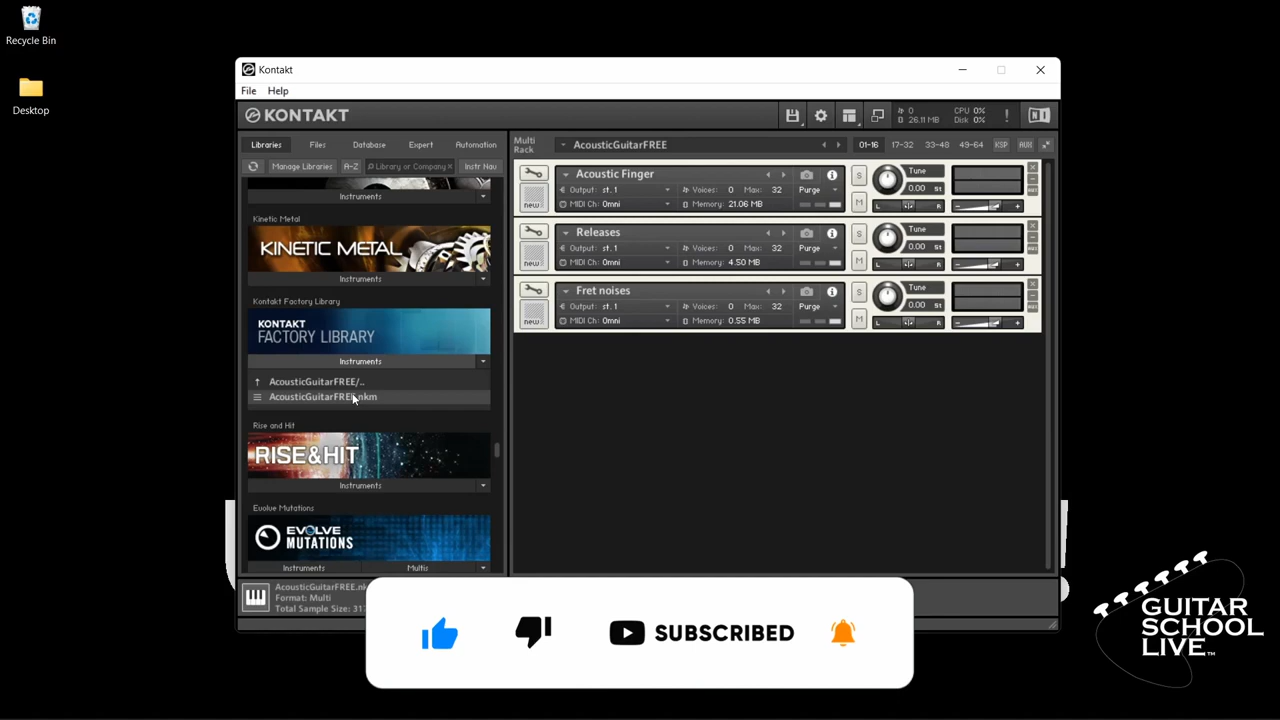 Recycle Bin
Desktop
Kontakt
File Help
KONTAKT
0
26.11 MB
CPU 0%
Disk 0%
!
NI
Libraries Files Database Expert Automation
Manage Libraries A-Z Library or Company Instr Nav
Multi
Rack
AcousticGuitarFREE
01-16 17-32 33-48 49-64 KSP AUX
Instruments
Kinetic Metal
KINETIC METAL
Instruments
Kontakt Factory Library
KONTAKT
FACTORY LIBRARY
Instruments
AcousticGuitarFREE/..
AcousticGuitarFREE.nkm
Rise and Hit
RISE&HIT
Instruments
Evolve Mutations
EVOLVE
MUTATIONS
Instruments Multis
Acoustic Finger
Output: st.1 Voices: 0 Max: 32 Purge
MIDI Ch: Omni Memory: 21.06 MB
new
S
M
Tune
0.00 st
L R
Releases
Output: st.1 Voices: 0 Max: 32 Purge
MIDI Ch: Omni Memory: 4.50 MB
new
S
M
Tune
0.00 st
L R
Fret noises
Output: st.1 Voices: 0 Max: 32 Purge
MIDI Ch: Omni Memory: 0.55 MB
new
S
M
Tune
0.00 st
L R
AcousticGuitarFREE.n
Format: Multi
Total Sample Size: 31
SUBSCRIBED
GUITAR
SCHOOL
LIVE™